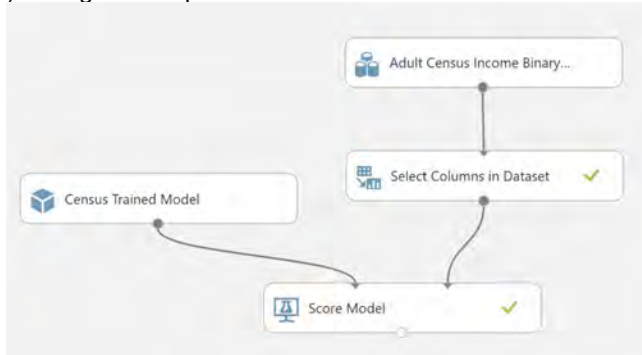 Adult Census Income Binary...
Select Columns in Dataset
Census Trained Model
Score Model